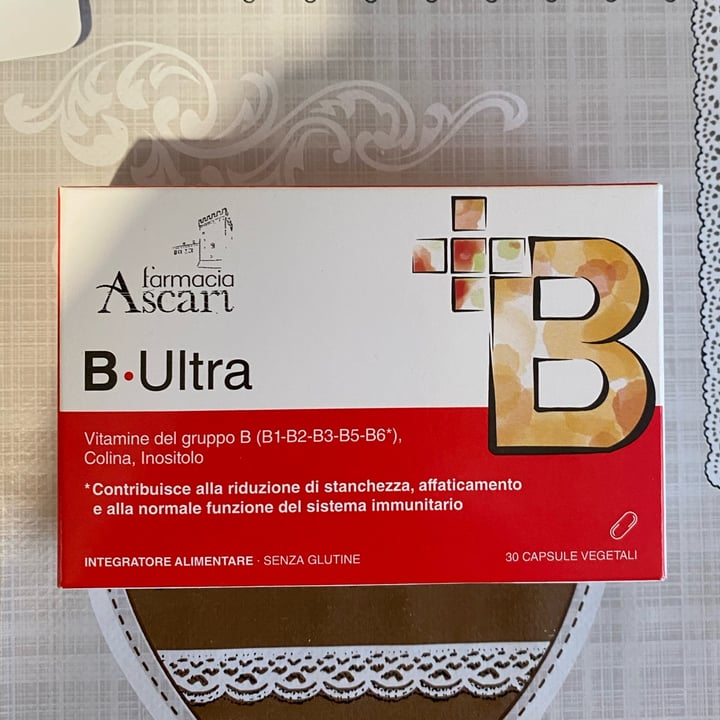 farmacia
Ascari
B
B·Ultra
Vitamine del gruppo B (B1-B2-B3-B5-B6*),
Colina, Inositolo
*Contribuisce alla riduzione di stanchezza, affaticamento
e alla normale funzione del sistema immunitario
INTEGRATORE ALIMENTARE · SENZA GLUTINE
30 CAPSULE VEGETALI